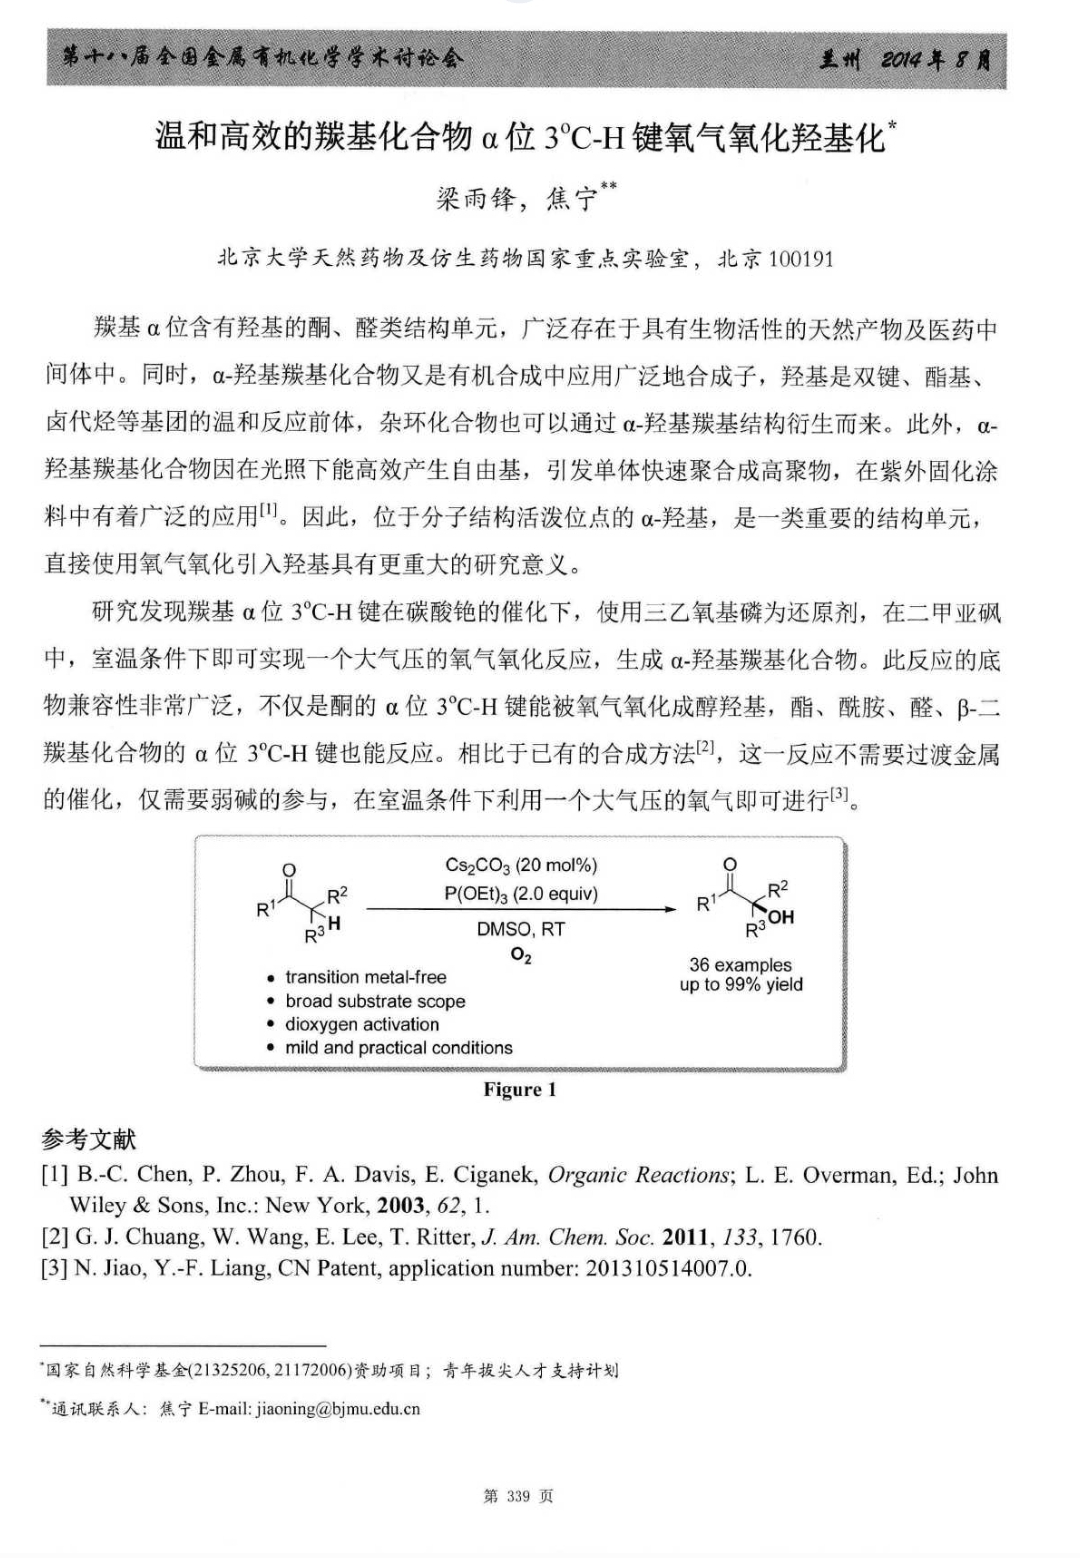 第十八届全国金属有机化学学术讨论会
兰州 2014年8月
温和高效的羰基化合物 α 位 3°C-H 键氧气氧化羟基化*
梁雨锋，焦宁**
北京大学天然药物及仿生药物国家重点实验室，北京 100191
羰基 α 位含有羟基的酮、醛类结构单元，广泛存在于具有生物活性的天然产物及医药中
间体中。同时，α-羟基羰基化合物又是有机合成中应用广泛地合成子，羟基是双键、酯基、
卤代烃等基团的温和反应前体，杂环化合物也可以通过 α-羟基羰基结构衍生而来。此外，α-
羟基羰基化合物因在光照下能高效产生自由基，引发单体快速聚合成高聚物，在紫外固化涂
料中有着广泛的应用[1]。因此，位于分子结构活泼位点的 α-羟基，是一类重要的结构单元，
直接使用氧气氧化引入羟基具有更重大的研究意义。
研究发现羰基 α 位 3°C-H 键在碳酸铯的催化下，使用三乙氧基磷为还原剂，在二甲亚砜
中，室温条件下即可实现一个大气压的氧气氧化反应，生成 α-羟基羰基化合物。此反应的底
物兼容性非常广泛，不仅是酮的 α 位 3°C-H 键能被氧气氧化成醇羟基，酯、酰胺、醛、β-二
羰基化合物的 α 位 3°C-H 键也能反应。相比于已有的合成方法[2]，这一反应不需要过渡金属
的催化，仅需要弱碱的参与，在室温条件下利用一个大气压的氧气即可进行[3]。
O
R1
R2
H
R3
Cs2CO3 (20 mol%)
P(OEt)3 (2.0 equiv)
DMSO, RT
O2
O
R1
R2
OH
R3
36 examples
up to 99% yield
• transition metal-free
• broad substrate scope
• dioxygen activation
• mild and practical conditions
Figure 1
参考文献
[1] B.-C. Chen, P. Zhou, F. A. Davis, E. Ciganek, Organic Reactions; L. E. Overman, Ed.; John
Wiley & Sons, Inc.: New York, 2003, 62, 1.
[2] G. J. Chuang, W. Wang, E. Lee, T. Ritter, J. Am. Chem. Soc. 2011, 133, 1760.
[3] N. Jiao, Y.-F. Liang, CN Patent, application number: 201310514007.0.
*国家自然科学基金(21325206, 21172006)资助项目；青年拔尖人才支持计划
**通讯联系人：焦宁 E-mail: jiaoning@bjmu.edu.cn
第 339 页